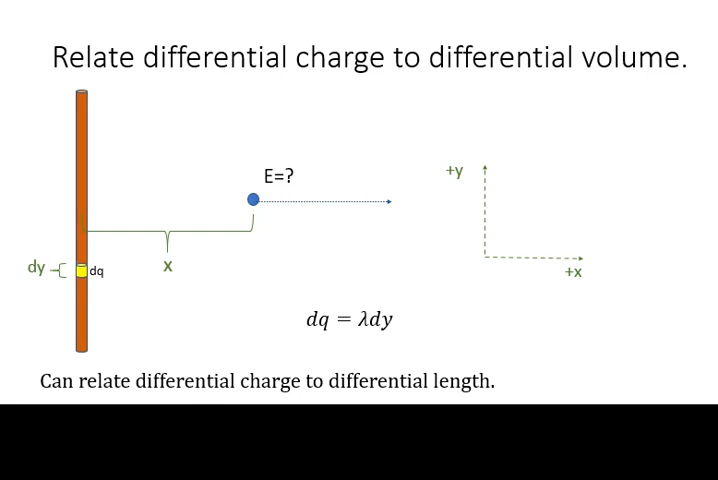 Relate differential charge to differential volume.
E=?
+y
dy
dq
x
+x
dq = λdy
Can relate differential charge to differential length.